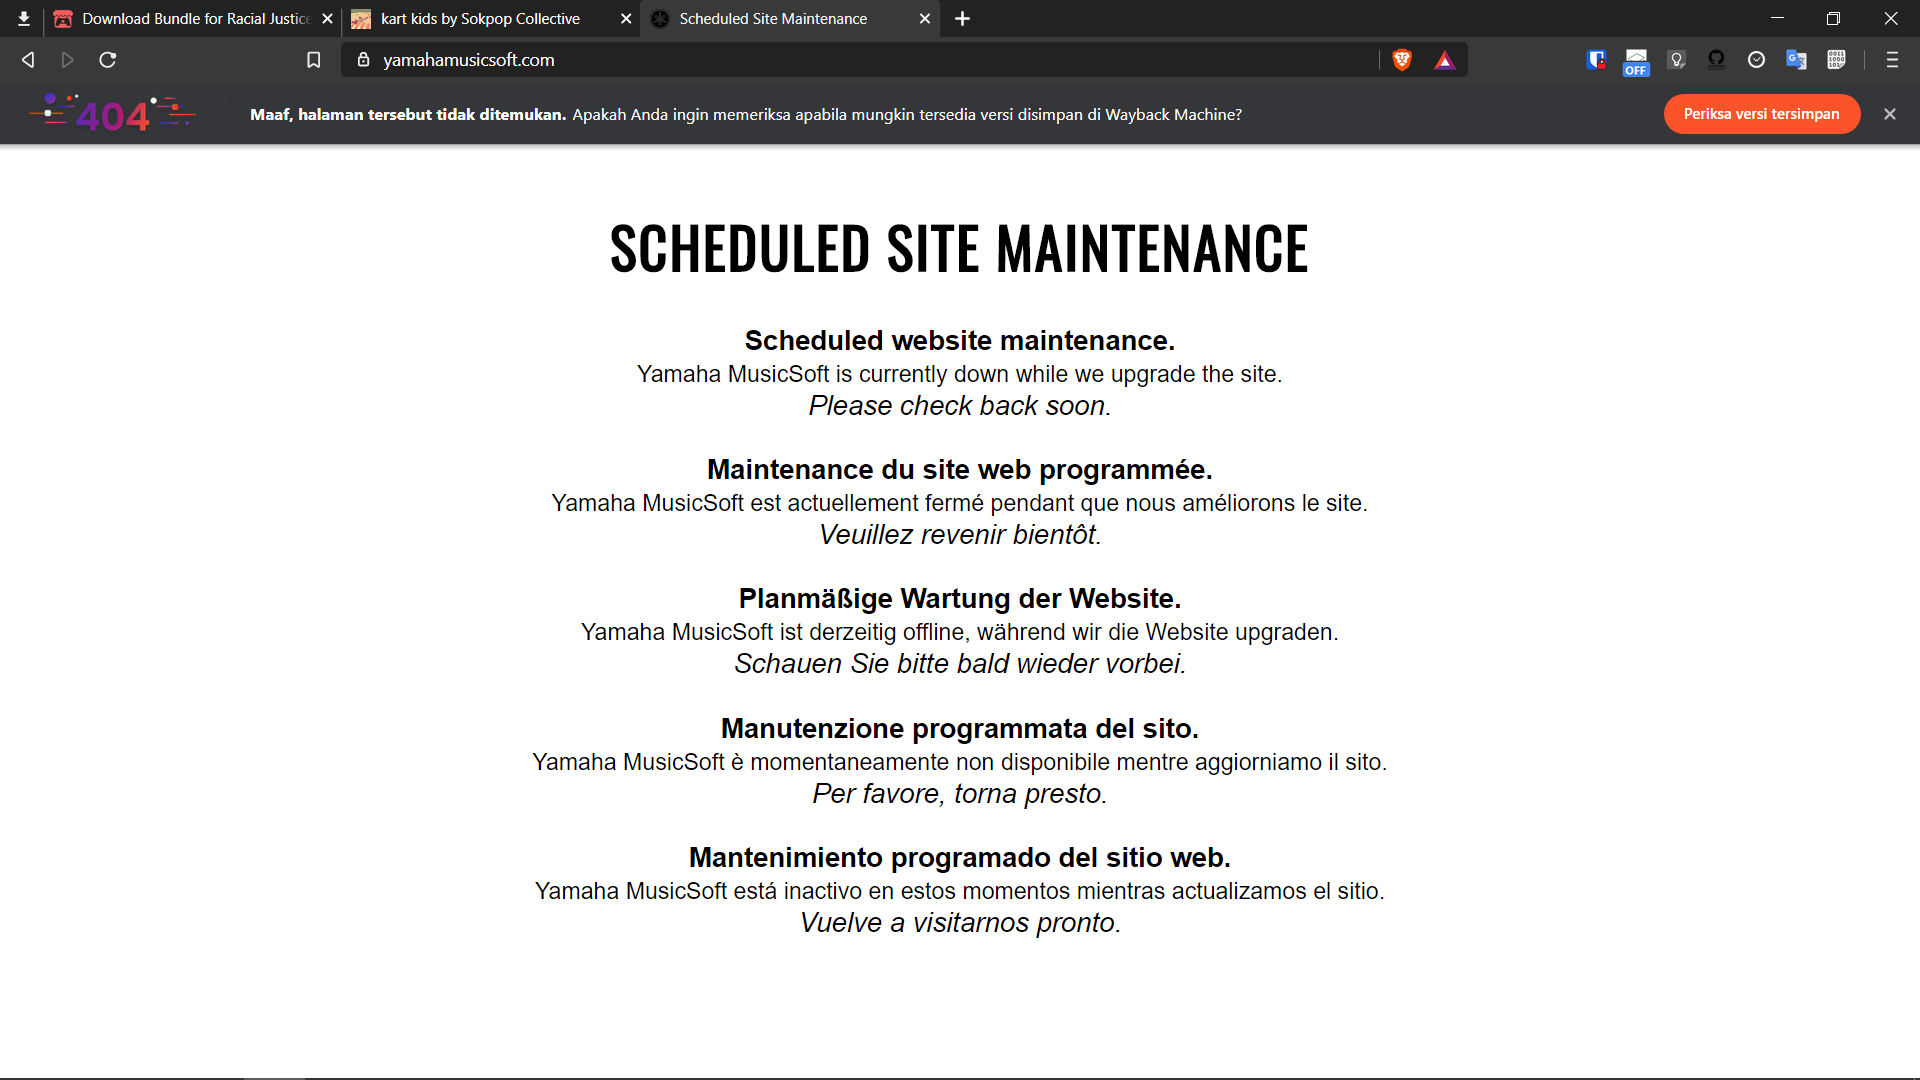 Download Bundle for Racial Justice
kart kids by Sokpop Collective
Scheduled Site Maintenance
yamahamusicsoft.com
OFF
0011
1000
101
404
Maaf, halaman tersebut tidak ditemukan. Apakah Anda ingin memeriksa apabila mungkin tersedia versi disimpan di Wayback Machine?
Periksa versi tersimpan
SCHEDULED SITE MAINTENANCE
Scheduled website maintenance.
Yamaha MusicSoft is currently down while we upgrade the site.
Please check back soon.
Maintenance du site web programmée.
Yamaha MusicSoft est actuellement fermé pendant que nous améliorons le site.
Veuillez revenir bientôt.
Planmäßige Wartung der Website.
Yamaha MusicSoft ist derzeitig offline, während wir die Website upgraden.
Schauen Sie bitte bald wieder vorbei.
Manutenzione programmata del sito.
Yamaha MusicSoft è momentaneamente non disponibile mentre aggiorniamo il sito.
Per favore, torna presto.
Mantenimiento programado del sitio web.
Yamaha MusicSoft está inactivo en estos momentos mientras actualizamos el sitio.
Vuelve a visitarnos pronto.